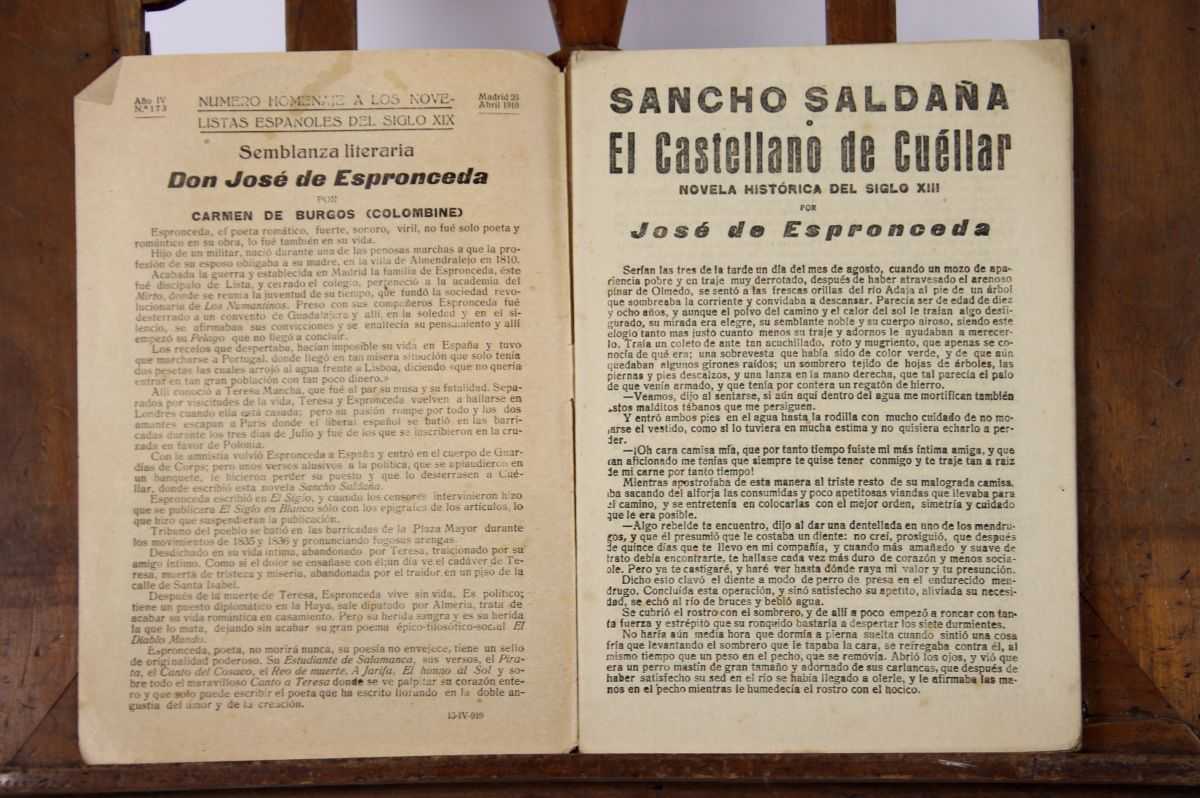 Año IV
N.º 173
NUMERO HOMENAJE A LOS NOVE-
LISTAS ESPAÑOLES DEL SIGLO XIX
Madrid 23
Abril 1919
Semblanza literaria
Don José de Espronceda
POR
CARMEN DE BURGOS (COLOMBINE)
Espronceda, el poeta romático, fuerte, sonoro, viril, no fué solo poeta y
romántico en su obra, lo fué también en su vida.
Hijo de un militar, nació durante una de las penosas marchas a que la pro-
fesión de su esposo obligaba a su madre, en la villa de Almendralejo en 1810.
Acabada la guerra y establecida en Madrid la familia de Espronceda, éste
fué discípulo de Lista, y cerrado el colegio, perteneció a la academia del
Mirto, donde se reunía la juventud de su tiempo, que fundó la sociedad revo-
lucionaria de Los Numantinos. Preso con sus compañeros Espronceda fué
desterrado a un convento de Guadalajara y allí, en la soledad y en el si-
lencio, se afirmaban sus convicciones y se enaltecía su pensamiento y allí
empezó su Pelayo que no llegó a concluir.
Los recelos que despertaba, hacían imposible su vida en España y tuvo
que marcharse a Portugal, donde llegó en tan mísera situación que solo tenía
dos pesetas las cuales arrojó al agua frente a Lisboa, diciendo «que no quería
entrar en tan gran población con tan poco dinero.»
Allí conoció a Teresa Mancha, que fué al par su musa y su fatalidad. Sepa-
rados por visicitudes de la vida, Teresa y Espronceda vuelven a hallarse en
Londres cuando ella está casada; pero su pasión rompe por todo y los dos
amantes escapan a París donde el liberal español se batió en las barri-
cadas durante los tres días de Julio y fué de los que se inscribieron en la cru-
zada en favor de Polonia.
Con le amnistía volvió Espronceda a España y entró en el cuerpo de Guar-
dias de Corps; pero unos versos alusivos a la política, que se aplaudieron en
un banquete, le hicieron perder su puesto y que lo desterrasen a Cué-
llar, donde escribió esta novela Sancho Saldaña.
Espronceda escribió en El Siglo, y cuando los censores intervinieron hizo
que se publicara El Siglo en Blanco sólo con los epígrafes de los artículos, lo
que hizo que suspendieran la publicación.
Tribuno del pueblo se batió en las barricadas de la Plaza Mayor durante
los movimientos de 1835 y 1836 y pronunciando fugosas arengas.
Desdichado en su vida íntima, abandonado por Teresa, traicionado por su
amigo íntimo. Como si el dolor se ensañase con él;un día ve el cadáver de Te-
resa, muerta de tristeza y miseria, abandonada por el traidor, en un piso de la
calle de Santa Isabel.
Después de la muerte de Teresa, Espronceda vive sin vida. Es político;
tiene un puesto diplomático en la Haya, sale dipútado por Almería, trata de
acabar su vida romántica en casamiento. Pero su herida sangra y es su herida
la que lo mata, dejando sin acabar su gran poema épico-filosótico-social El
Diablo Mundo.
Espronceda, poeta, no morirá nunca, su poesía no envejece, tiene un sello
de originalidad poderoso. Su Estudiante de Salamanca, sus versos, el Pira-
ta, el Canto del Cosaco, el Reo de muerte, A Jarifa, El himno al Sol y so-
bre todo el maravilloso Canto a Teresa donde se ve palpitar su corazón ente-
ro y que solo puede escribir el poeta que ha escrito llorando en la doble an-
gustia del amor y de la creación.
15-IV-919
SANCHO SALDAÑA
o
El Castellano de Cuéllar
NOVELA HISTÓRICA DEL SIGLO XIII
POR
José de Espronceda
Serían las tres de la tarde un día del mes de agosto, cuando un mozo de apa-
riencia pobre y en traje muy derrotado, después de haber atravesado el arenoso
pinar de Olmedo, se sentó a las frescas orillas del río Adaja al pie de un árbol
que sombreaba la corriente y convidaba a descansar. Parecía ser de edad de diez
y ocho años, y aunque el polvo del camino y el calor del sol le traían algo desfi-
gurado, su mirada era elegre, su semblante noble y su cuerpo airoso, siendo este
elogio tanto mas justo cuanto menos su traje y adornos le ayudaban a merecer-
lo. Traía un coleto de ante tan acuchillado, roto y mugriento, que apenas se co-
nocía de qué era; una sobrevesta que había sido de color verde, y de que aún
quedaban algunos girones raídos; un sombrero tejido de hojas de árboles, las
piernas y pies descalzos, y una lanza en la mano derecha, que tal parecía el palo
de que venía armado, y que tenía por contera un regatón de hierro.
—Veamos, dijo al sentarse, si aún aquí dentro del agua me mortifican también
estos malditos tábanos que me persiguen.
Y entró ambos pies en el agua hasta la rodilla con mucho cuidado de no mo-
jarse el vestido, como si lo tuviera en mucha estima y no quisiera echarlo a per-
der.
—¡Oh cara camisa mía, que por tanto tiempo fuiste mi más íntima amiga, y que
tan aficionado me tenías que siempre te quise tener conmigo y te traje tan a raiz
de mi carne por tanto tiempo!
Mientras apostrofaba de esta manera al triste resto de su malograda camisa,
iba sacando del alforja las consumidas y poco apetitosas viandas que llevaba para
el camino, y se entretenía en colocarlas con el mejor orden, simetría y cuidado
que le era posible.
—Algo rebelde te encuentro, dijo al dar una dentellada en uno de los mendru-
gos, y que él presumió que le costaba un diente: no creí, prosiguió, que después
de quince días que te llevo en mi compañía, y cuando más amañado y suave de
trato debía encontrarte, te hallase cada vez más duro de corazón y menos socia-
ole. Pero ya te castigaré, y haré ver hasta dónde raya mi valor y tu presunción.
Dicho esto clavó el diente a modo de perro de presa en el endurecido men-
drugo. Concluída esta operación, y sinó satisfecho su apetito, aliviada su necesi-
dad, se echó al río de bruces y bebió agua.
Se cubrió el rostro con el sombrero, y de allí a poco empezó a roncar con tan-
ta fuerza y estrépitó que su ronquido bastaria a despertar los siete durmientes.
No haría aún media hora que dormía a pierna suelta cuando sintió una cosa
fría que levantando el sombrero que le tapaba la cara, se refregaba contra él, al
mismo tiempo que un peso en el pecho, que se removía. Abrió los ojos, y vió que
era un perro mastín de gran tamaño y adornado de sus carlancas, que después de
haber satisfecho su sed en el río se había llegado a olerle, y le afirmaba las ma-
nos en el pecho mientras le humedecía el rostro con el hocico.